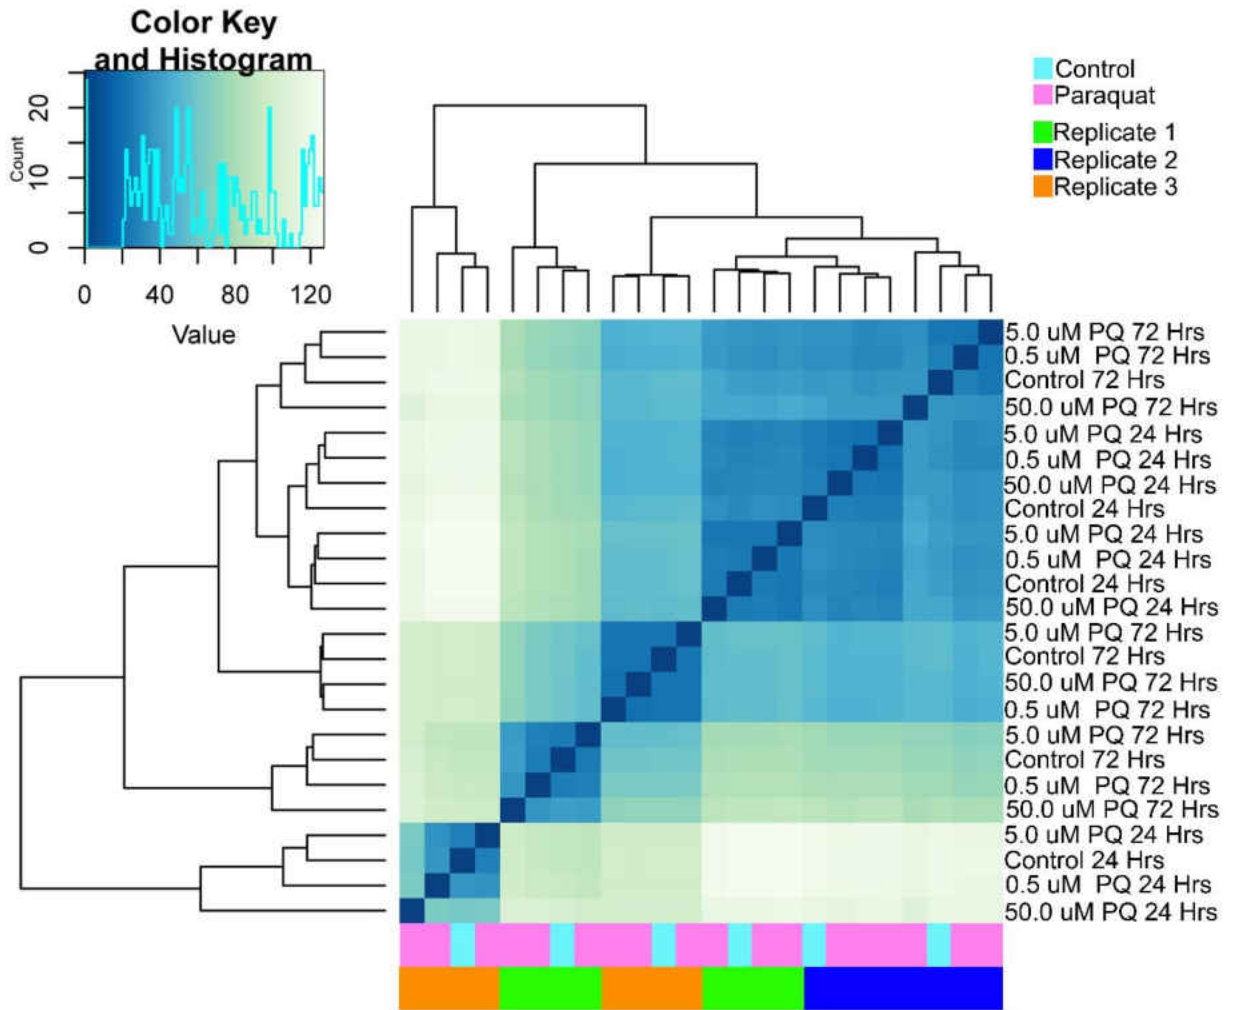 Color Key
and Histogram
Count
0
10
20
0
40
80
120
Value
Control
Paraquat
Replicate 1
Replicate 2
Replicate 3
5.0 uM PQ 72 Hrs
0.5 uM PQ 72 Hrs
Control 72 Hrs
50.0 uM PQ 72 Hrs
5.0 uM PQ 24 Hrs
0.5 uM PQ 24 Hrs
50.0 uM PQ 24 Hrs
Control 24 Hrs
5.0 uM PQ 24 Hrs
0.5 uM PQ 24 Hrs
Control 24 Hrs
50.0 uM PQ 24 Hrs
5.0 uM PQ 72 Hrs
Control 72 Hrs
50.0 uM PQ 72 Hrs
0.5 uM PQ 72 Hrs
5.0 uM PQ 72 Hrs
Control 72 Hrs
0.5 uM PQ 72 Hrs
50.0 uM PQ 72 Hrs
5.0 uM PQ 24 Hrs
Control 24 Hrs
0.5 uM PQ 24 Hrs
50.0 uM PQ 24 Hrs